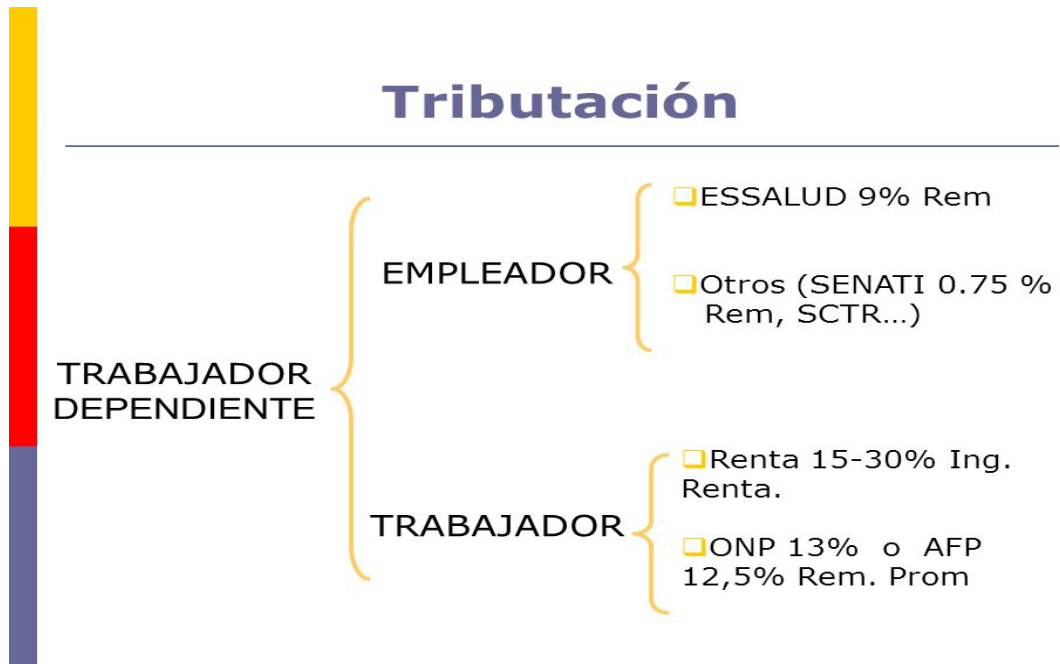 Tributación
TRABAJADOR
DEPENDIENTE
EMPLEADOR
ESSALUD 9% Rem
Otros (SENATI 0.75 %
Rem, SCTR...)
TRABAJADOR
Renta 15-30% Ing.
Renta.
ONP 13% o AFP
12,5% Rem. Prom